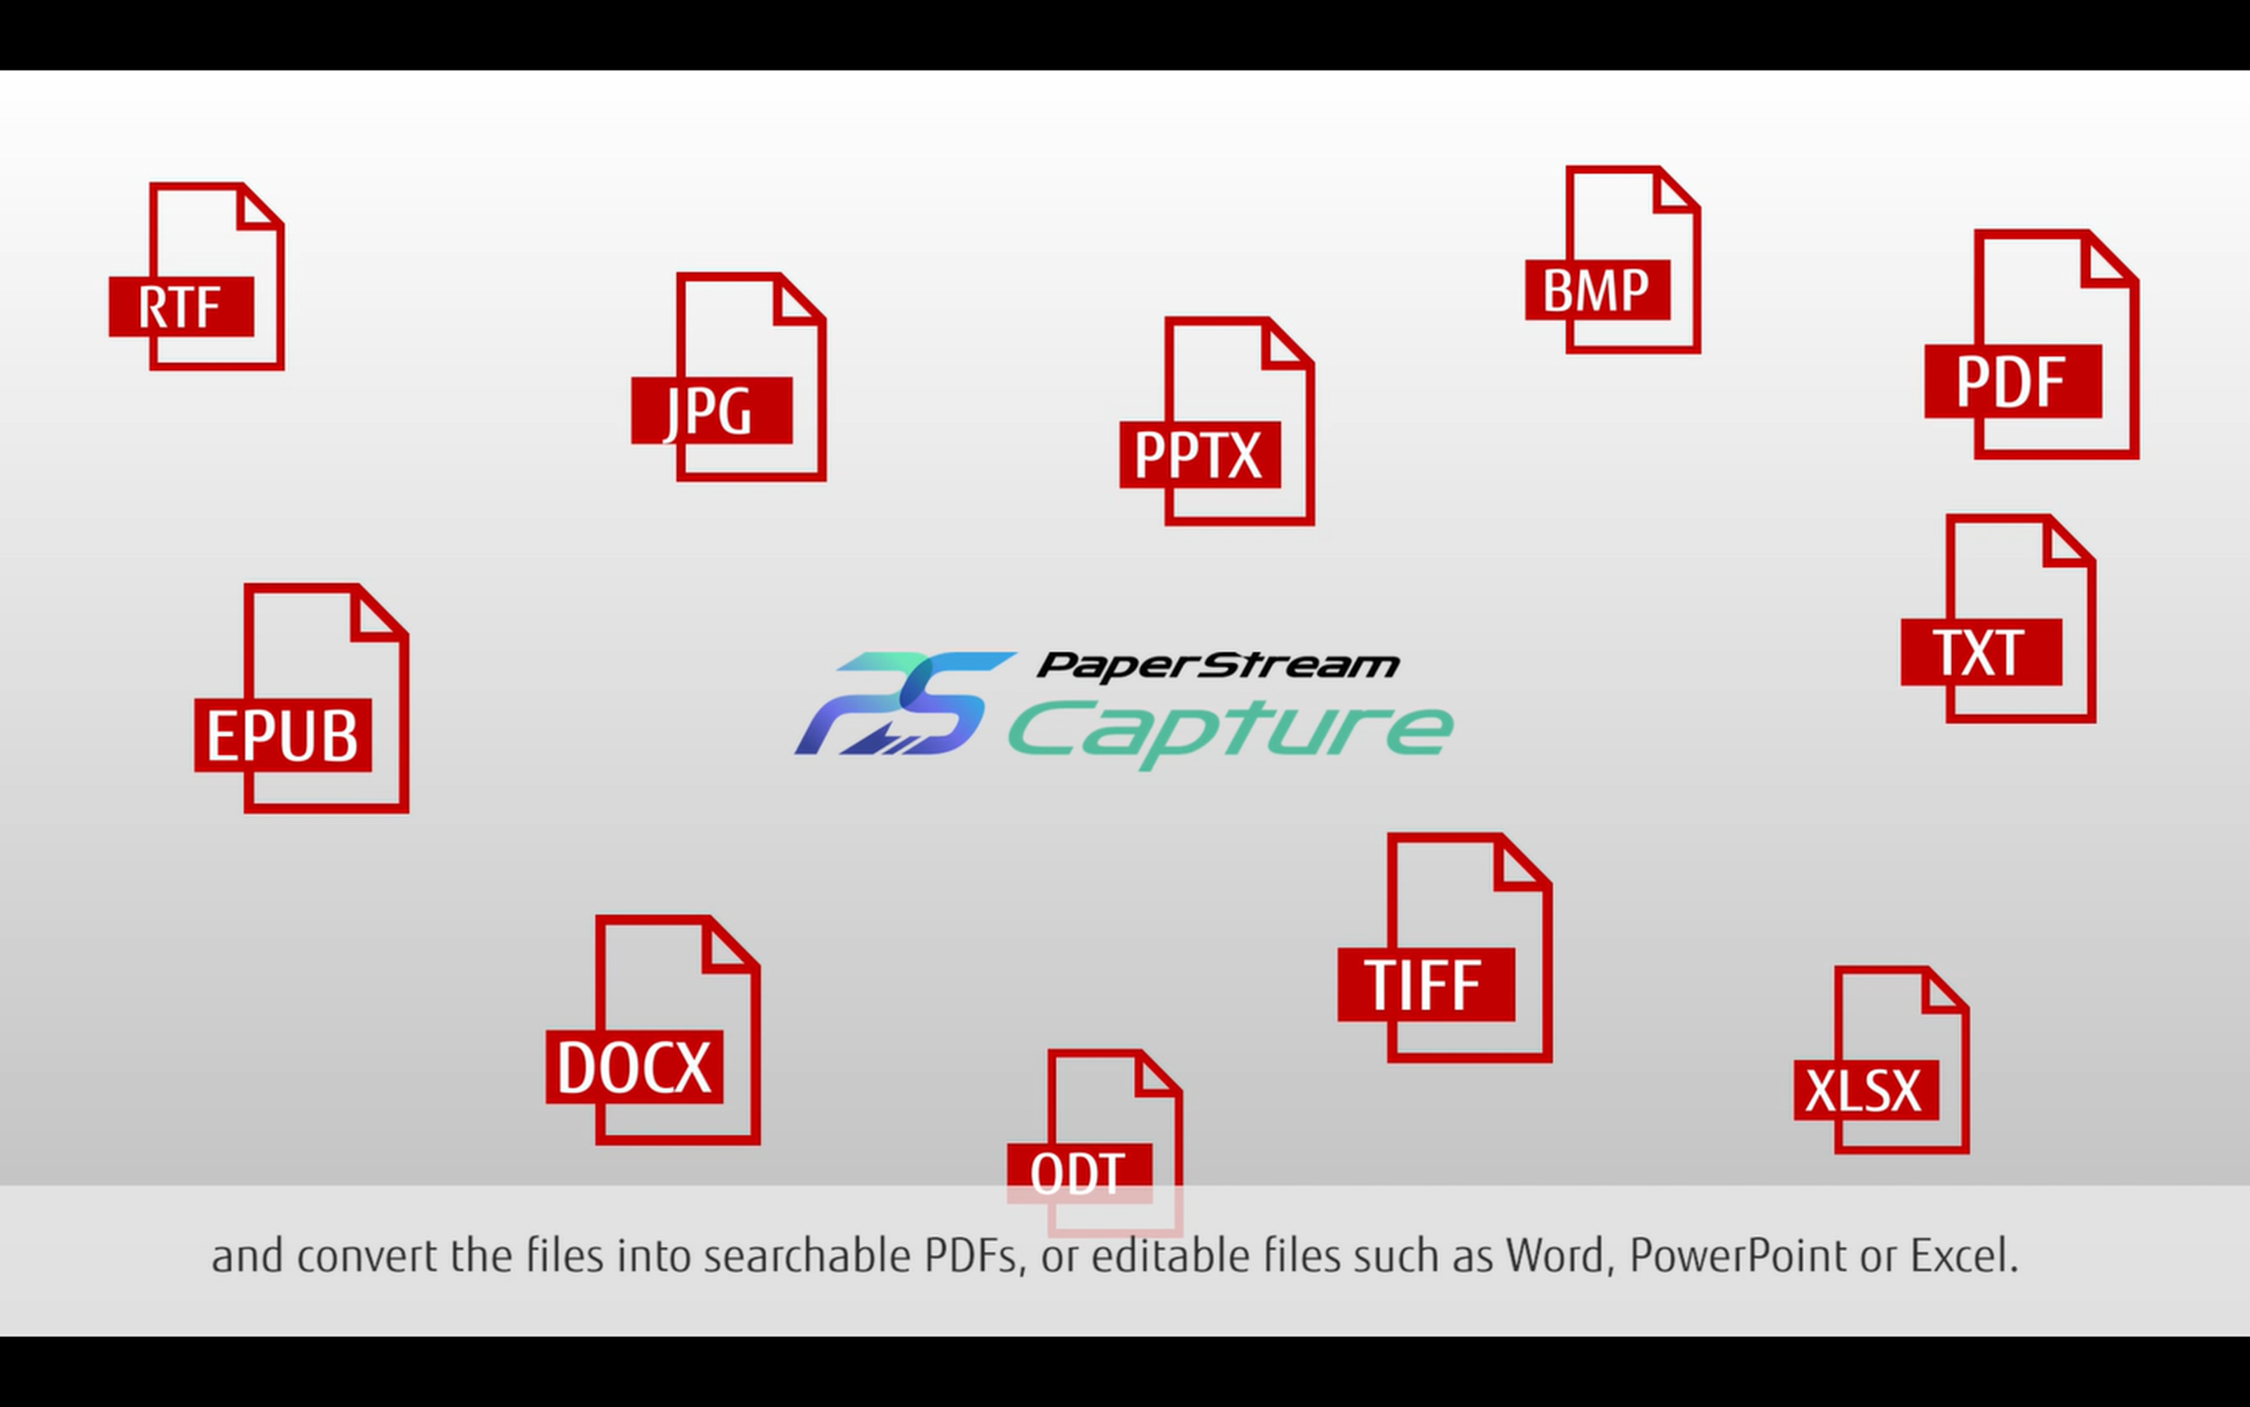 RTF
JPG
PPTX
BMP
PDF
TXT
EPUB
PaperStream
Capture
DOCX
ODT
TIFF
XLSX
and convert the files into searchable PDFs, or editable files such as Word, PowerPoint or Excel.